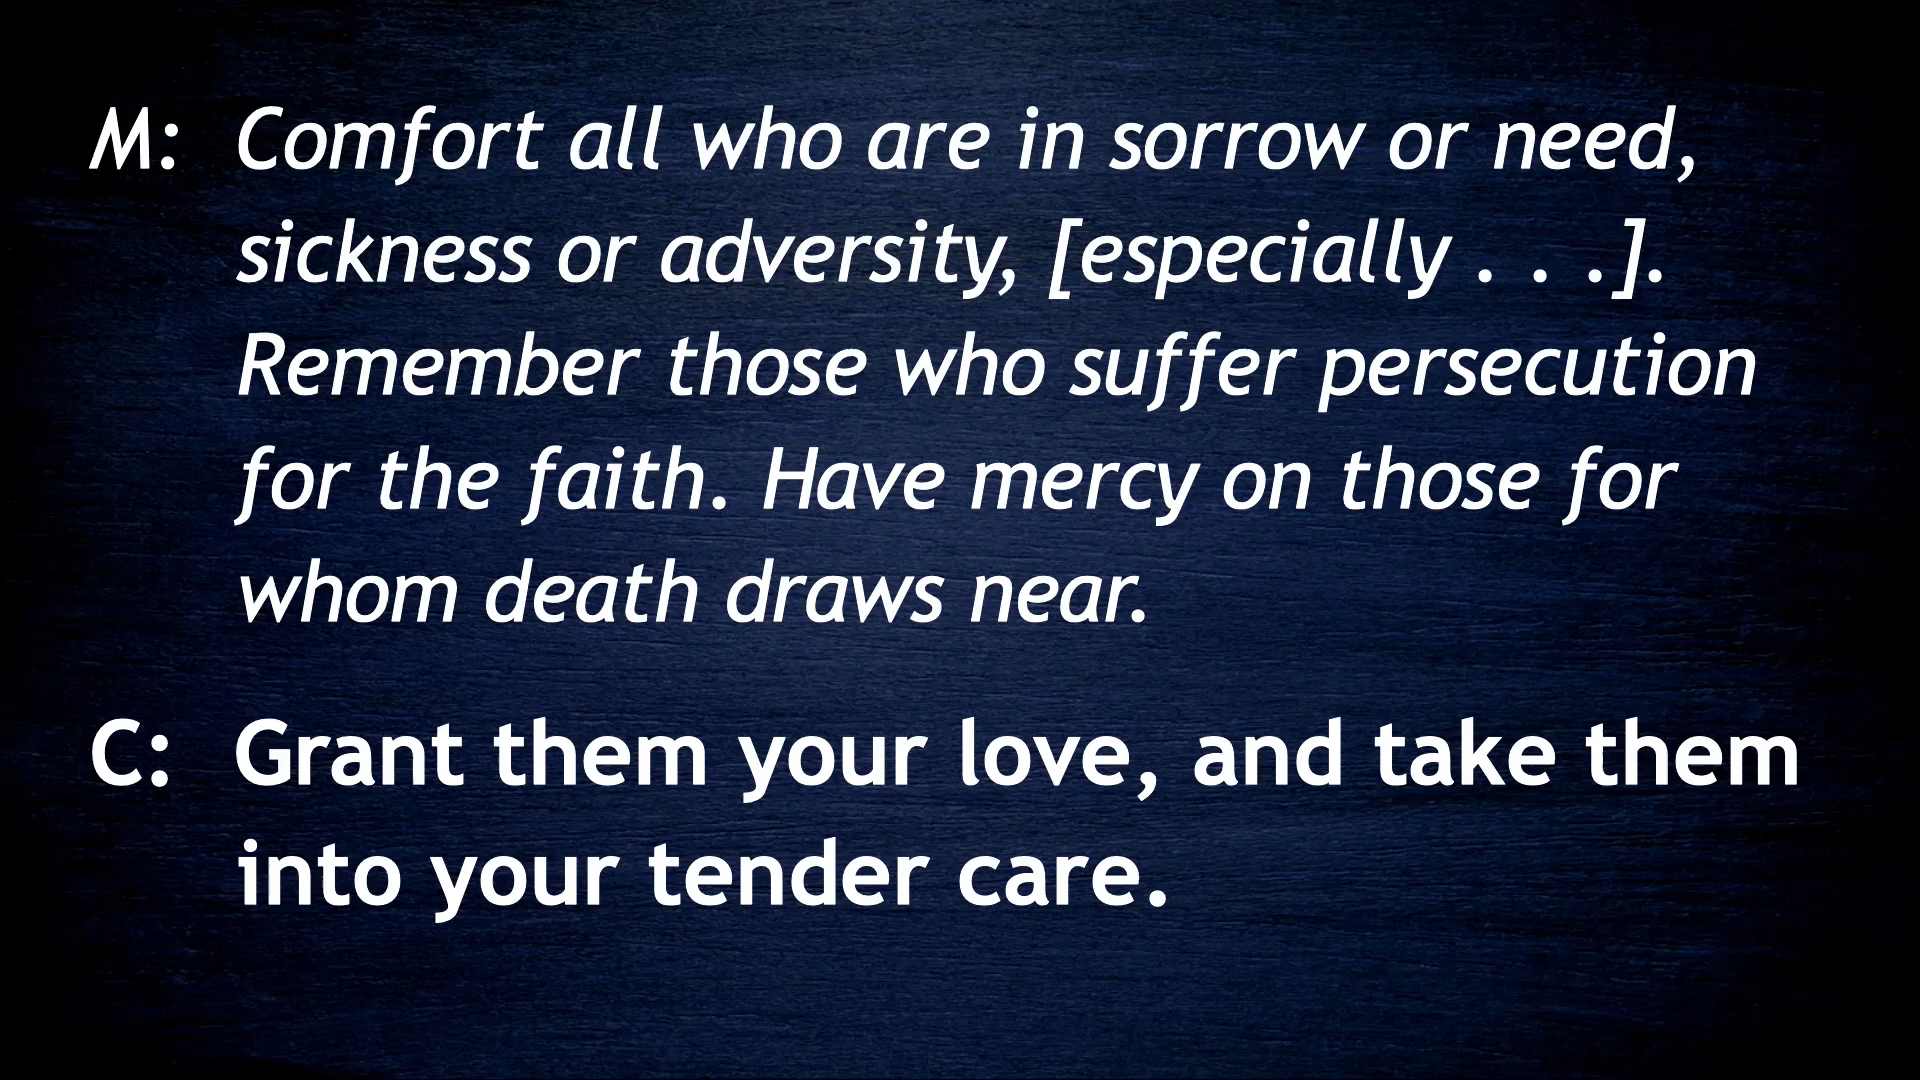 M: Comfort all who are in sorrow or need,
sickness or adversity, [especially . . .].
Remember those who suffer persecution
for the faith. Have mercy on those for
whom death draws near.
C: Grant them your love, and take them
into your tender care.